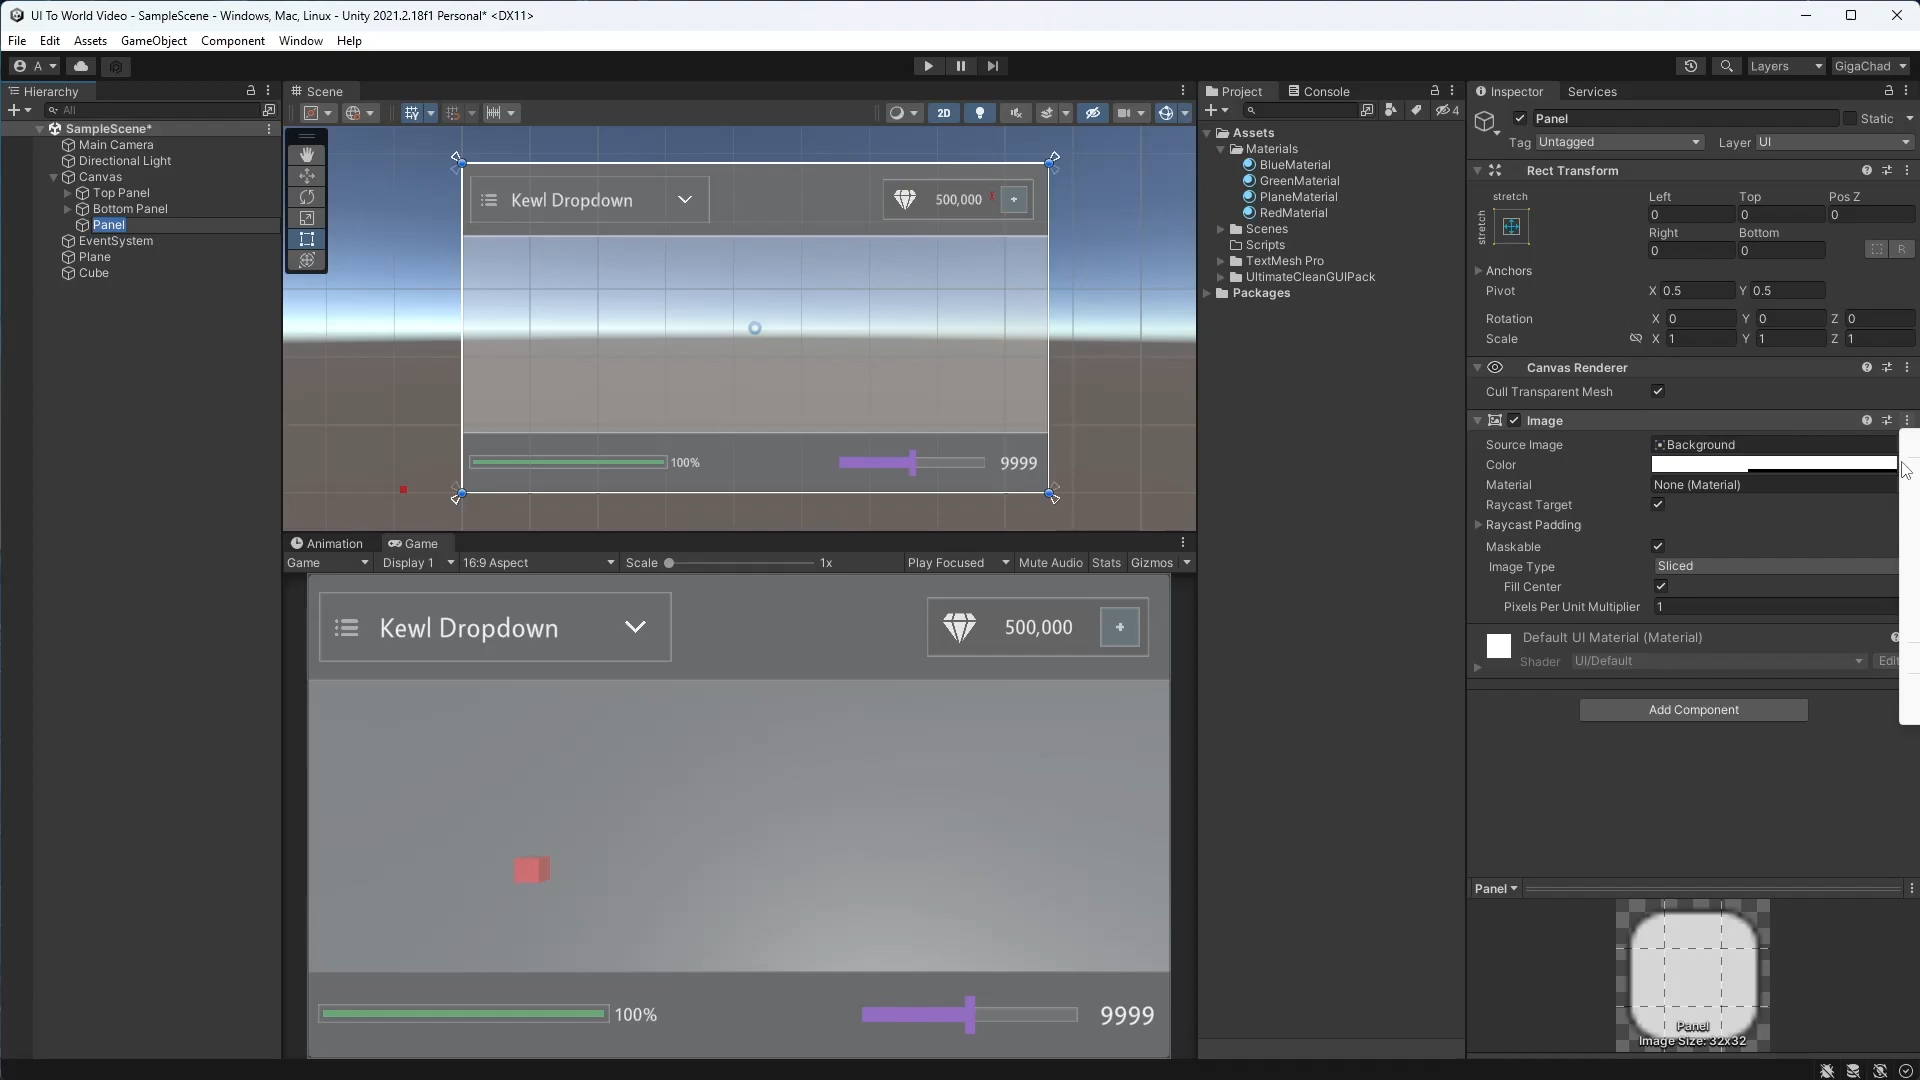 UI To World Video - SampleScene - Windows, Mac, Linux - Unity 2021.2.18f1 Personal* <DX11>
File Edit Assets GameObject Component Window Help
A Layers GigaChad
Hierarchy
All
SampleScene*
Main Camera
Directional Light
Canvas
Top Panel
Bottom Panel
Panel
EventSystem
Plane
Cube
Scene
2D
Kewl Dropdown 500,000 +
100% 9999
Animation Game
Game Display 1 16:9 Aspect Scale 1x Play Focused Mute Audio Stats Gizmos
Kewl Dropdown 500,000 +
100% 9999
Project Console
4
Assets
Materials
BlueMaterial
GreenMaterial
PlaneMaterial
RedMaterial
Scenes
Scripts
TextMesh Pro
UltimateCleanGUIPack
Packages
Inspector Services
Panel Static
Tag Untagged Layer UI
Rect Transform
stretch Left Top Pos Z
stretch 0 0 0
Right Bottom
0 0 R
Anchors
Pivot X 0.5 Y 0.5
Rotation X 0 Y 0 Z 0
Scale X 1 Y 1 Z 1
Canvas Renderer
Cull Transparent Mesh
Image
Source Image Background
Color
Material None (Material)
Raycast Target
Raycast Padding
Maskable
Image Type Sliced
Fill Center
Pixels Per Unit Multiplier 1
Default UI Material (Material)
Shader UI/Default Edit
Add Component
Panel
Panel
Image Size: 32x32